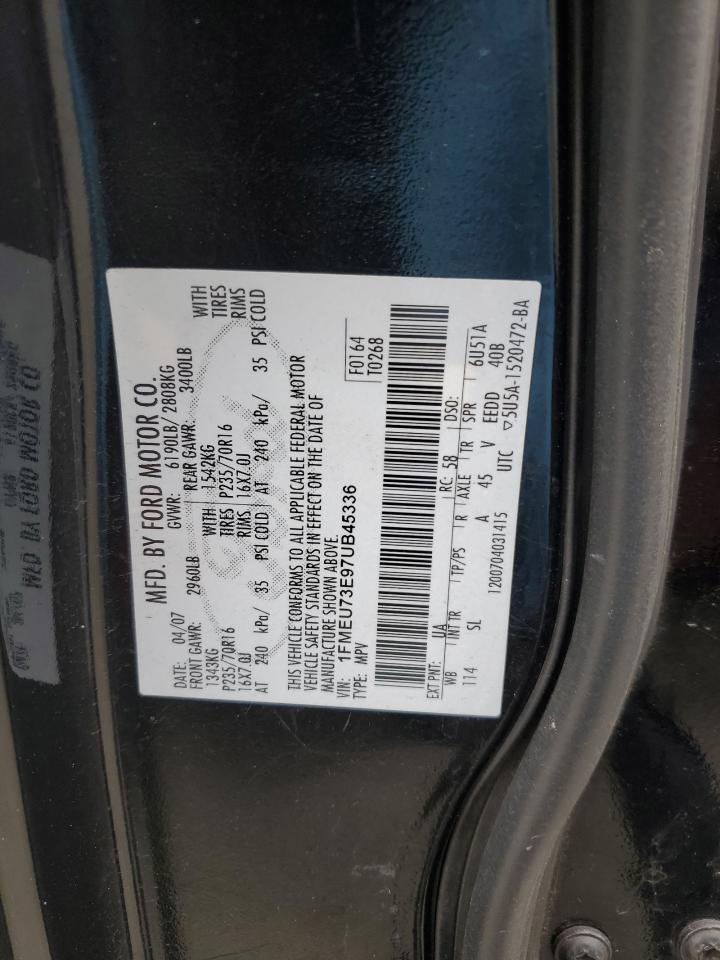 MFD. BY FORD MOTOR CO.
DATE: 04/07 GVWR: 6190LB/ 2808KG
FRONT GAWR: 2960LB REAR GAWR: 3400LB
1343KG WITH 1542KG WITH
P235/70R16 TIRES P235/70R16 TIRES
16X7.0J RIMS 16X7.0J RIMS
AT 240 kPa/ 35 PSI COLD AT 240 kPa/ 35 PSI COLD
THIS VEHICLE CONFORMS TO ALL APPLICABLE FEDERAL MOTOR
VEHICLE SAFETY STANDARDS IN EFFECT ON THE DATE OF
MANUFACTURE SHOWN ABOVE.
VIN: 1FMEU73E97UB45336
TYPE: MPV
F0164
T0268
EXT PNT: UA RC: 5B DSO:
WB INT TR TP/PS R AXLE TR SPR 6U51A
114 SL A 45 V EEDD 40B
1200704031415 UTC ▽5U5A-1520472-BA